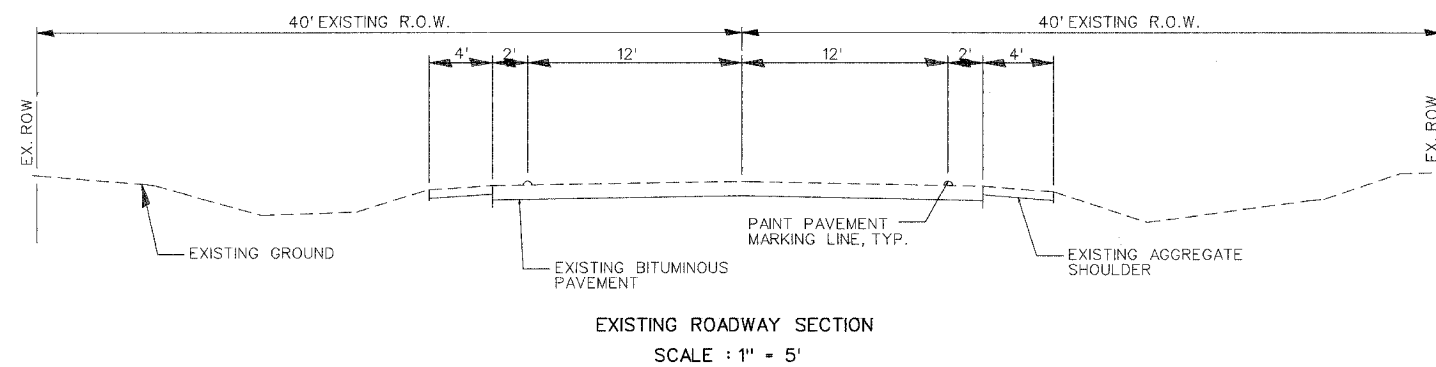 40' EXISTING R.O.W.
40' EXISTING R.O.W.
4'
2'
12'
12'
2'
4'
EX. ROW
EX. ROW
EXISTING GROUND
EXISTING BITUMINOUS
PAVEMENT
PAINT PAVEMENT
MARKING LINE, TYP.
EXISTING AGGREGATE
SHOULDER
EXISTING ROADWAY SECTION
SCALE : 1" = 5'